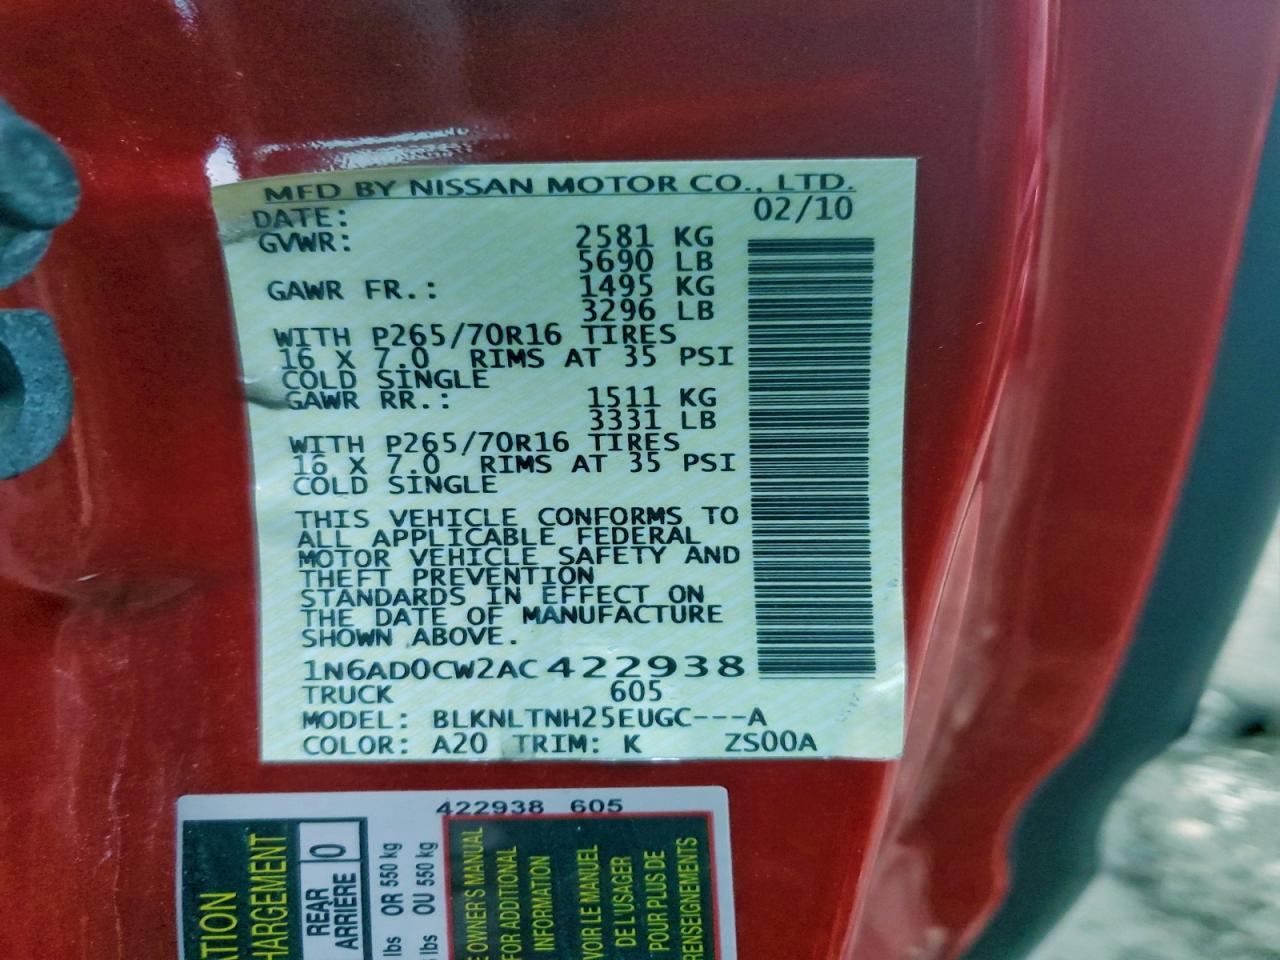 MFD BY NISSAN MOTOR CO., LTD.
DATE: 02/10
GVWR: 2581 KG
5690 LB
GAWR FR.: 1495 KG
3296 LB
WITH P265/70R16 TIRES
16 X 7.0 RIMS AT 35 PSI
COLD SINGLE
GAWR RR.: 1511 KG
3331 LB
WITH P265/70R16 TIRES
16 X 7.0 RIMS AT 35 PSI
COLD SINGLE
THIS VEHICLE CONFORMS TO
ALL APPLICABLE FEDERAL
MOTOR VEHICLE SAFETY AND
THEFT PREVENTION
STANDARDS IN EFFECT ON
THE DATE OF MANUFACTURE
SHOWN ABOVE.
1N6AD0CW2AC422938
TRUCK 605
MODEL: BLKNLTNH25EUGC---A
COLOR: A20 TRIM: K ZS00A
422938 605
ATION
HARGEMENT
REAR
ARRIÈRE
0
lbs OR 550 kg
lbs OU 550 kg
E OWNER'S MANUAL
FOR ADDITIONAL
INFORMATION
VOIR LE MANUEL
DE L'USAGER
POUR PLUS DE
RENSEIGNEMENTS